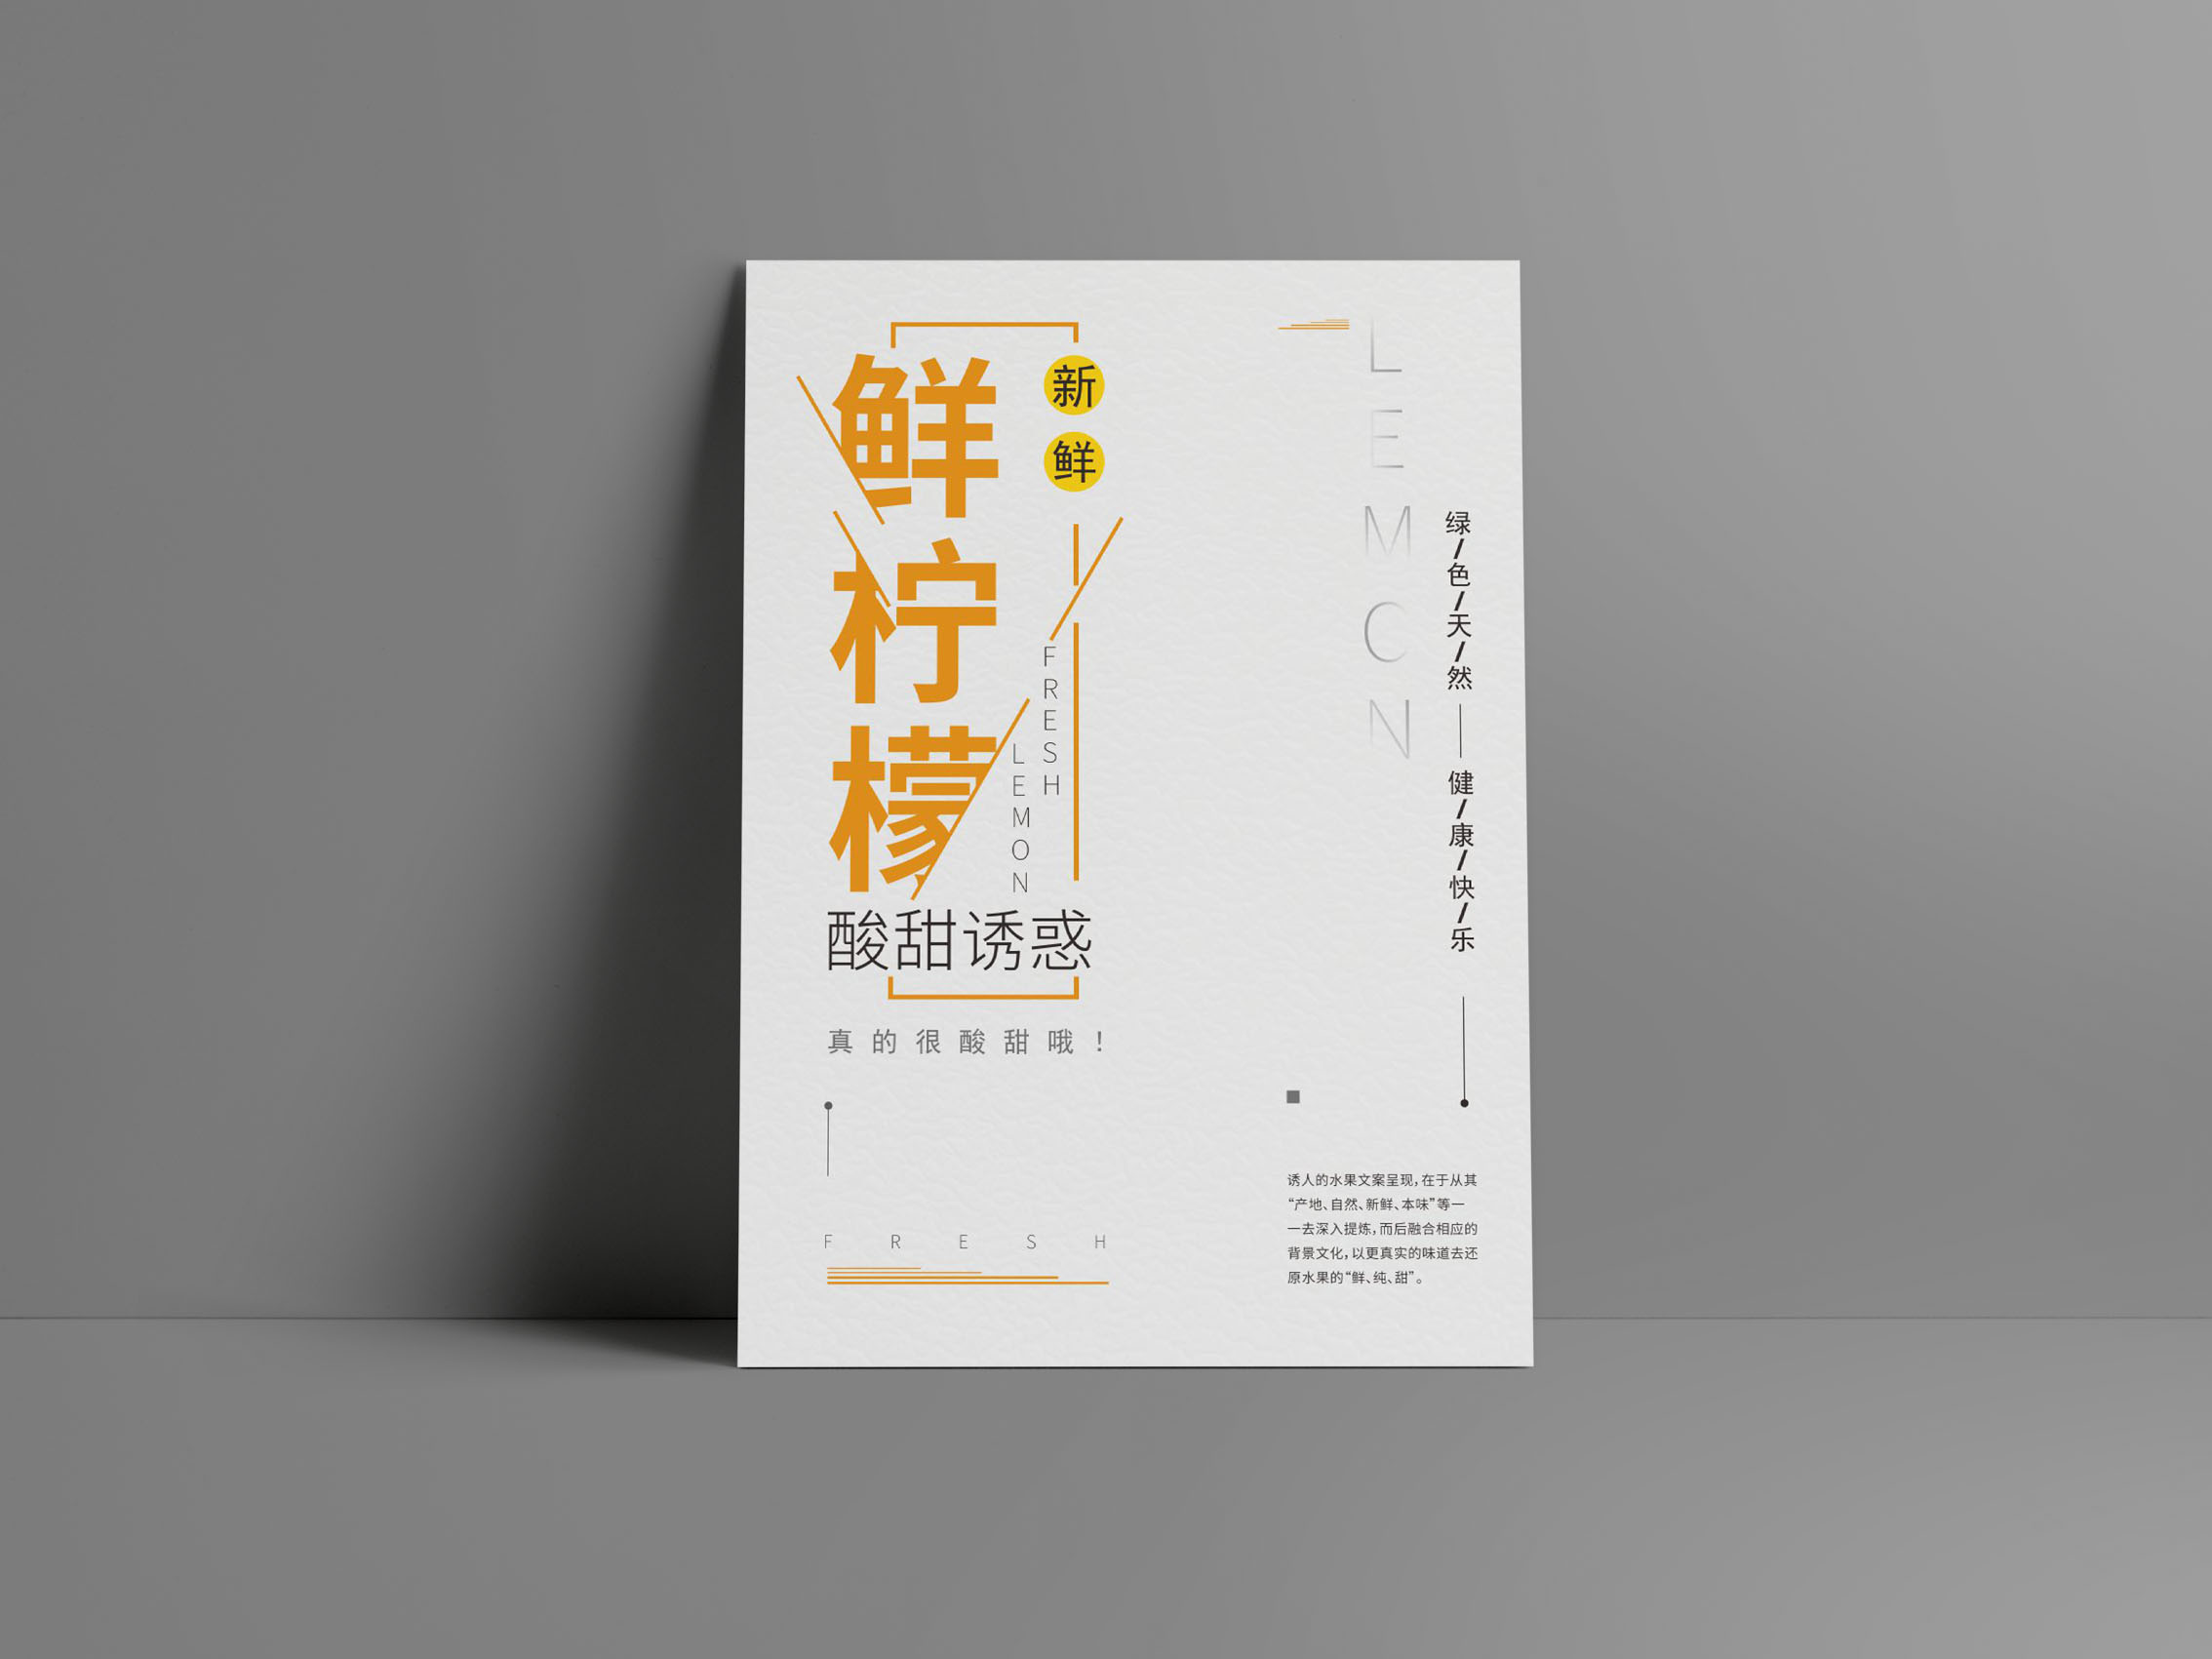 鲜柠檬
新鲜
FRESH
LEMON
酸甜诱惑
真的很酸甜哦！
FRESH
LEMON
绿/色/天/然
健/康/快/乐
诱人的水果文案呈现，在于从其
“产地、自然、新鲜、本味”等一
一去深入提炼，而后融合相应的
背景文化，以更真实的味道去还
原水果的“鲜、纯、甜”。